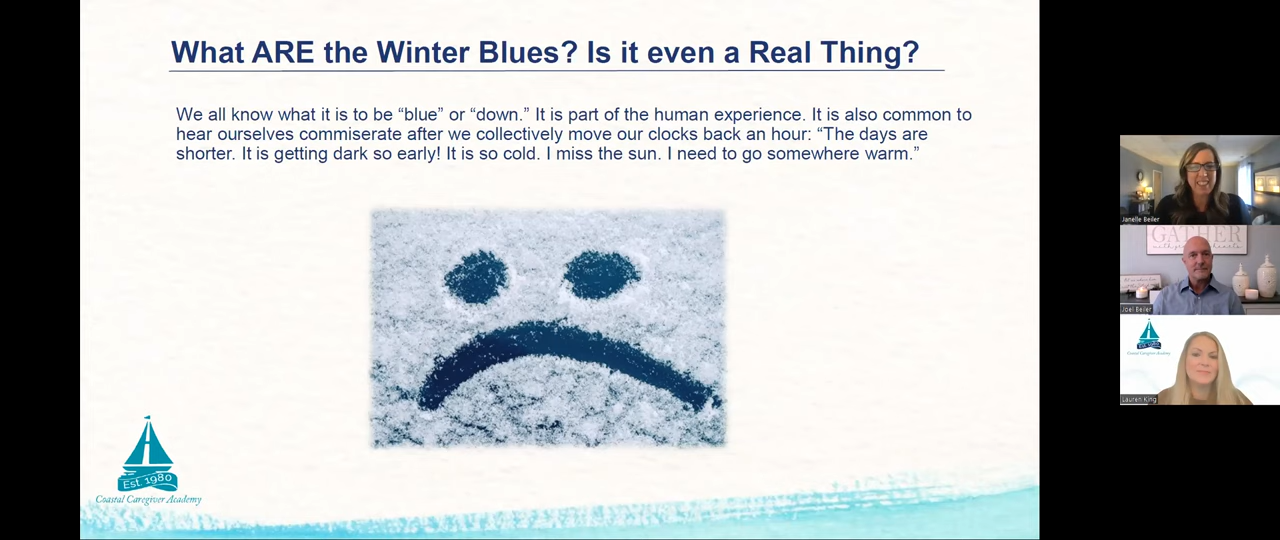 What ARE the Winter Blues? Is it even a Real Thing?
We all know what it is to be “blue” or “down.” It is part of the human experience. It is also common to
hear ourselves commiserate after we collectively move our clocks back an hour: “The days are
shorter. It is getting dark so early! It is so cold. I miss the sun. I need to go somewhere warm.”
Est. 1980
Coastal Caregiver Academy
Janelle Beiler
GATHER
hearts
Joel Beiler
Coastal Caregiver Academy
Lauren King